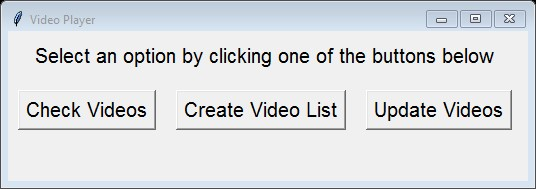 Video Player
Select an option by clicking one of the buttons below
Check Videos Create Video List Update Videos